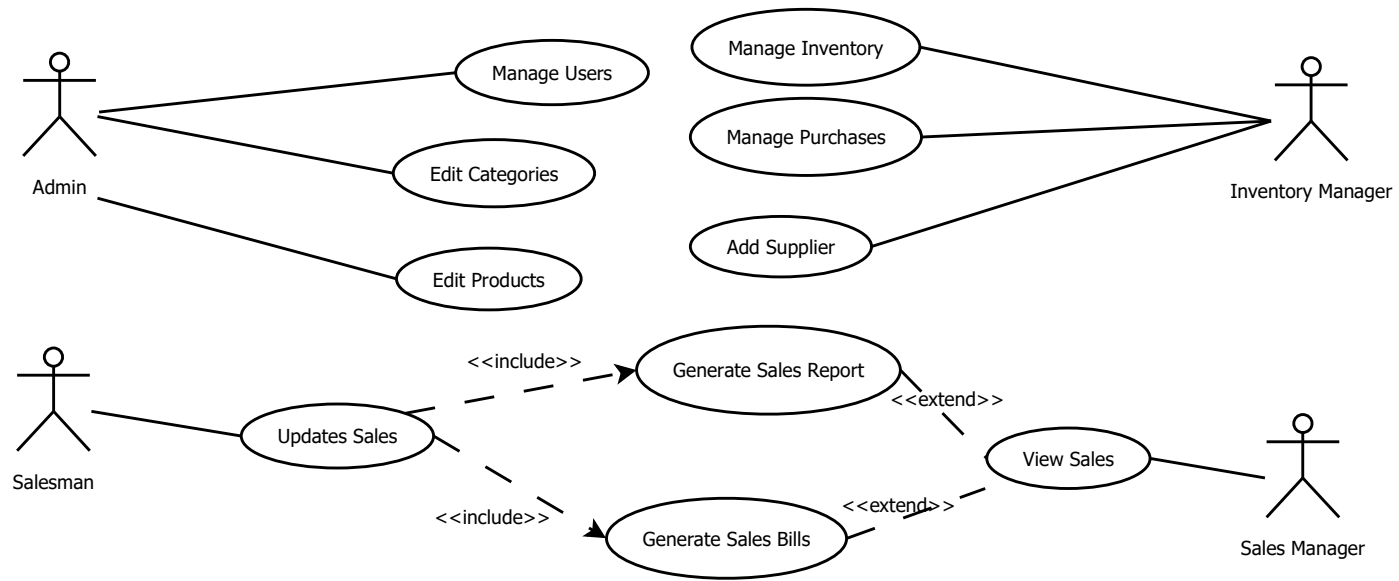 Manage Inventory
Manage Users
Manage Purchases
Edit Categories
Admin
Inventory Manager
Add Supplier
Edit Products
<<include>>
Generate Sales Report
<<extend>>
Updates Sales
View Sales
Salesman
<<extend>>
<<include>>
Generate Sales Bills
Sales Manager